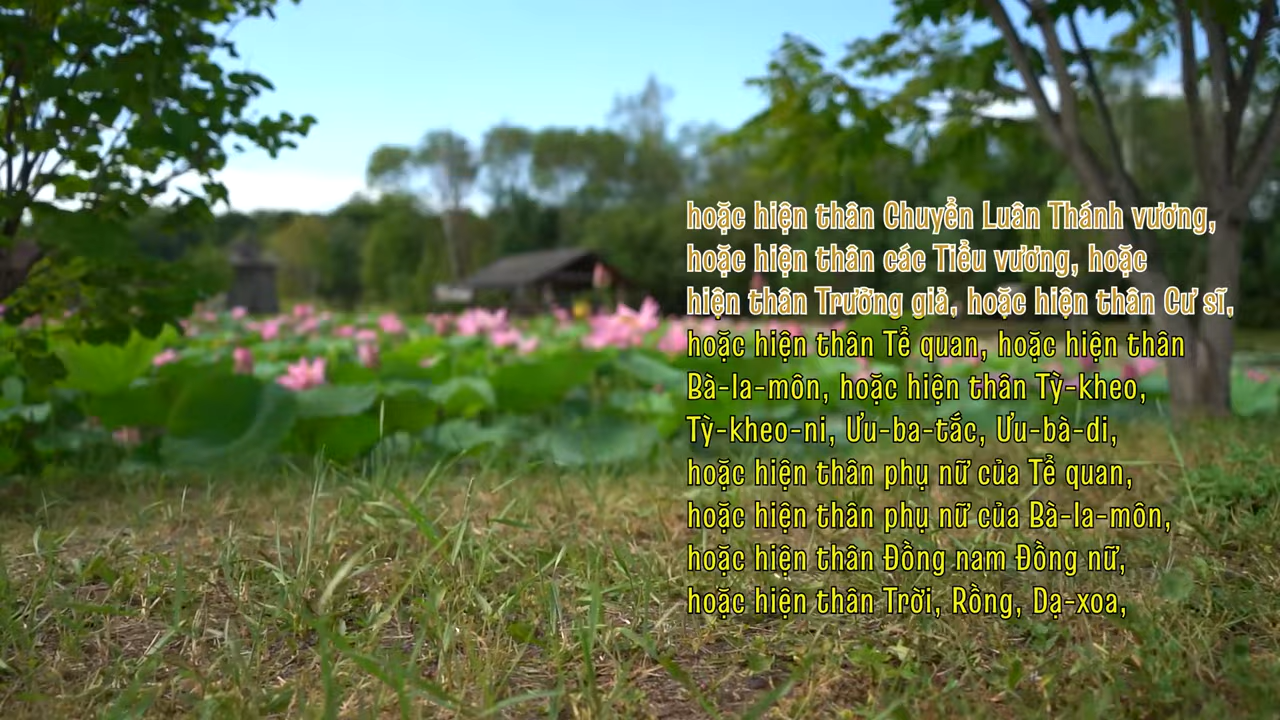 hoặc hiện thân Chuyển Luân Thánh vương,
hoặc hiện thân các Tiểu vương, hoặc
hiện thân Trưởng giả, hoặc hiện thân Cư sĩ,
hoặc hiện thân Tể quan, hoặc hiện thân
Bà-la-môn, hoặc hiện thân Tỳ-kheo,
Tỳ-kheo-ni, Ưu-ba-tắc, Ưu-bà-di,
hoặc hiện thân phụ nữ của Tể quan,
hoặc hiện thân phụ nữ của Bà-la-môn,
hoặc hiện thân Đồng nam Đồng nữ,
hoặc hiện thân Trời, Rồng, Dạ-xoa,